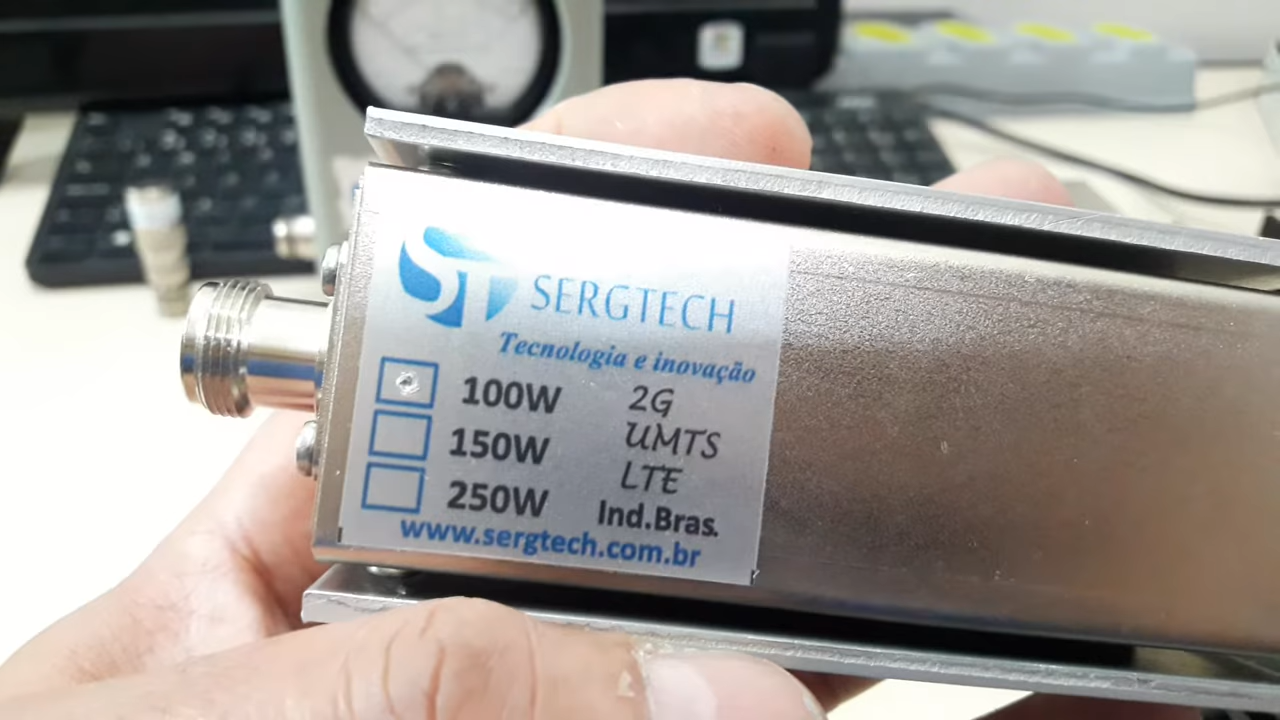 ST SERGTECH
Tecnologia e inovação
100W 2G
150W UMTS
250W LTE
Ind.Bras.
www.sergtech.com.br